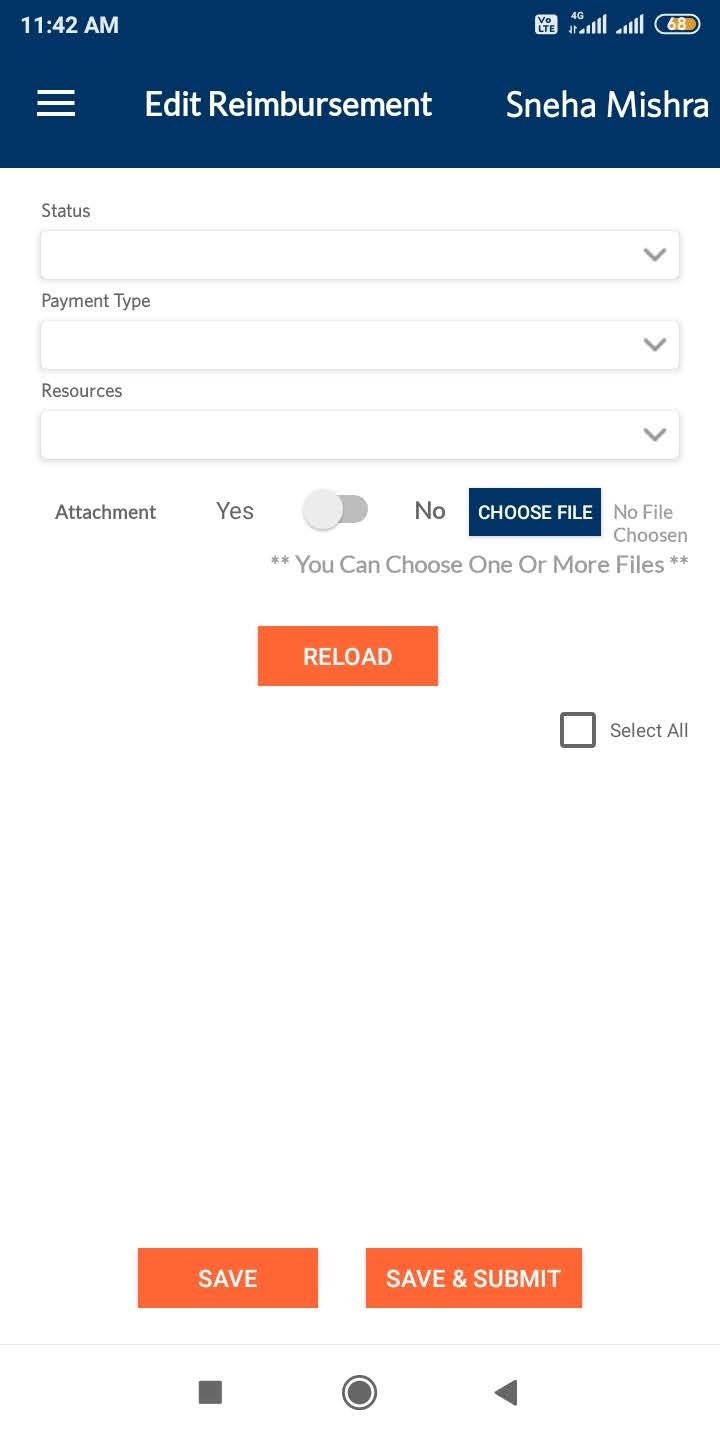 11:42 AM
Vo LTE 4G 68
Edit Reimbursement Sneha Mishra
Status
Payment Type
Resources
Attachment Yes No CHOOSE FILE No File
Choosen
** You Can Choose One Or More Files **
RELOAD
Select All
SAVE SAVE & SUBMIT